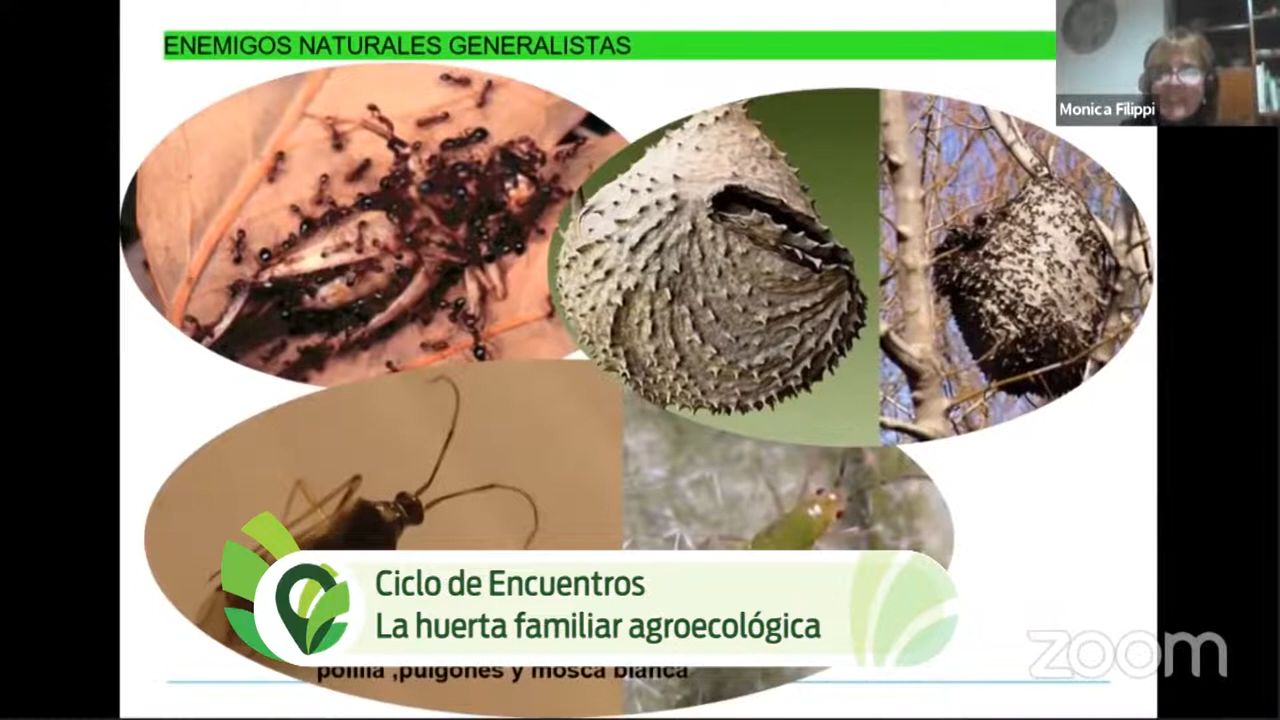 ENEMIGOS NATURALES GENERALISTAS
Monica Filippi
Ciclo de Encuentros
La huerta familiar agroecológica
polilla ,pulgones y mosca blanca
zoom